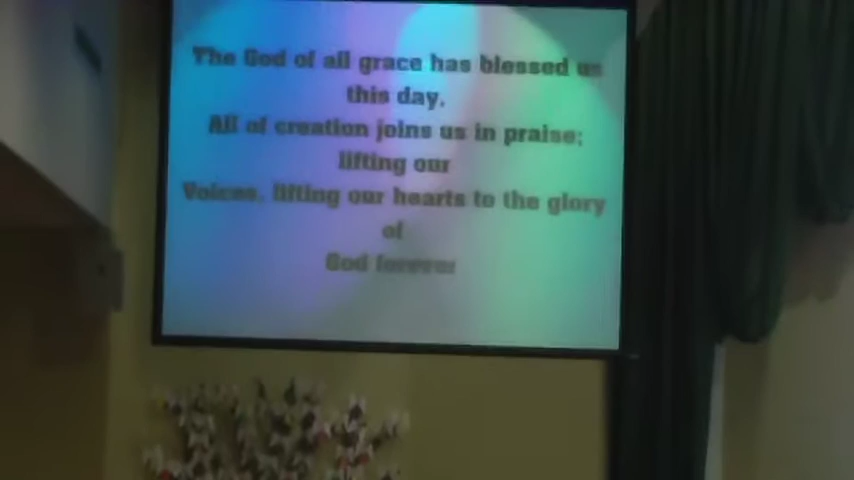 The God of all grace has blessed us
this day.
All of creation joins us in praise;
lifting our
Voices, lifting our hearts to the glory
of
God forever